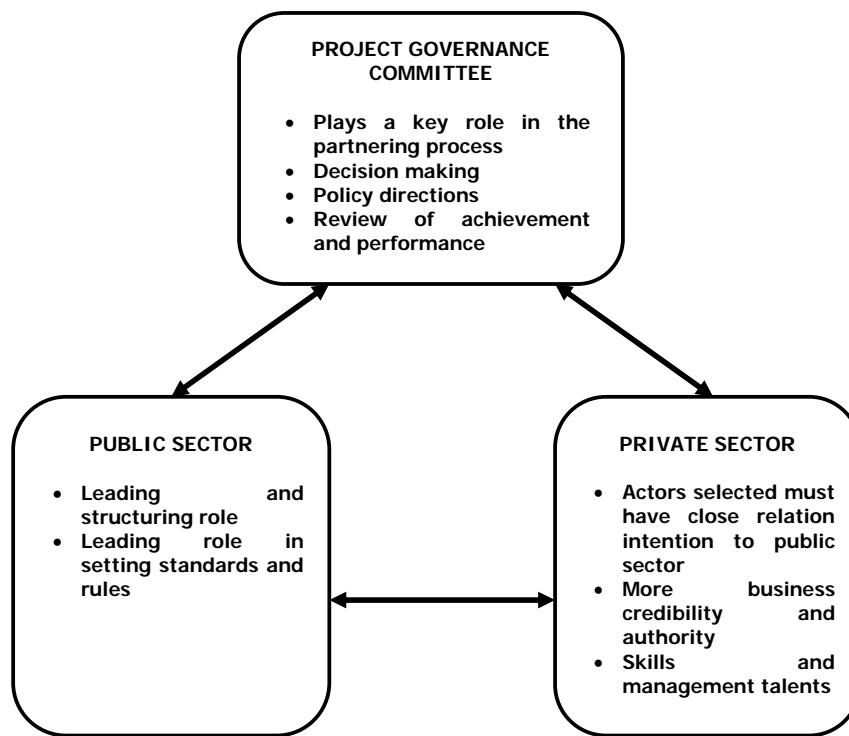 PROJECT GOVERNANCE
COMMITTEE
• Plays a key role in the
partnering process
• Decision making
• Policy directions
• Review of achievement
and performance
PUBLIC SECTOR
• Leading and
structuring role
• Leading role in
setting standards and
rules
PRIVATE SECTOR
• Actors selected must
have close relation
intention to public
sector
• More business
credibility and
authority
• Skills and
management talents